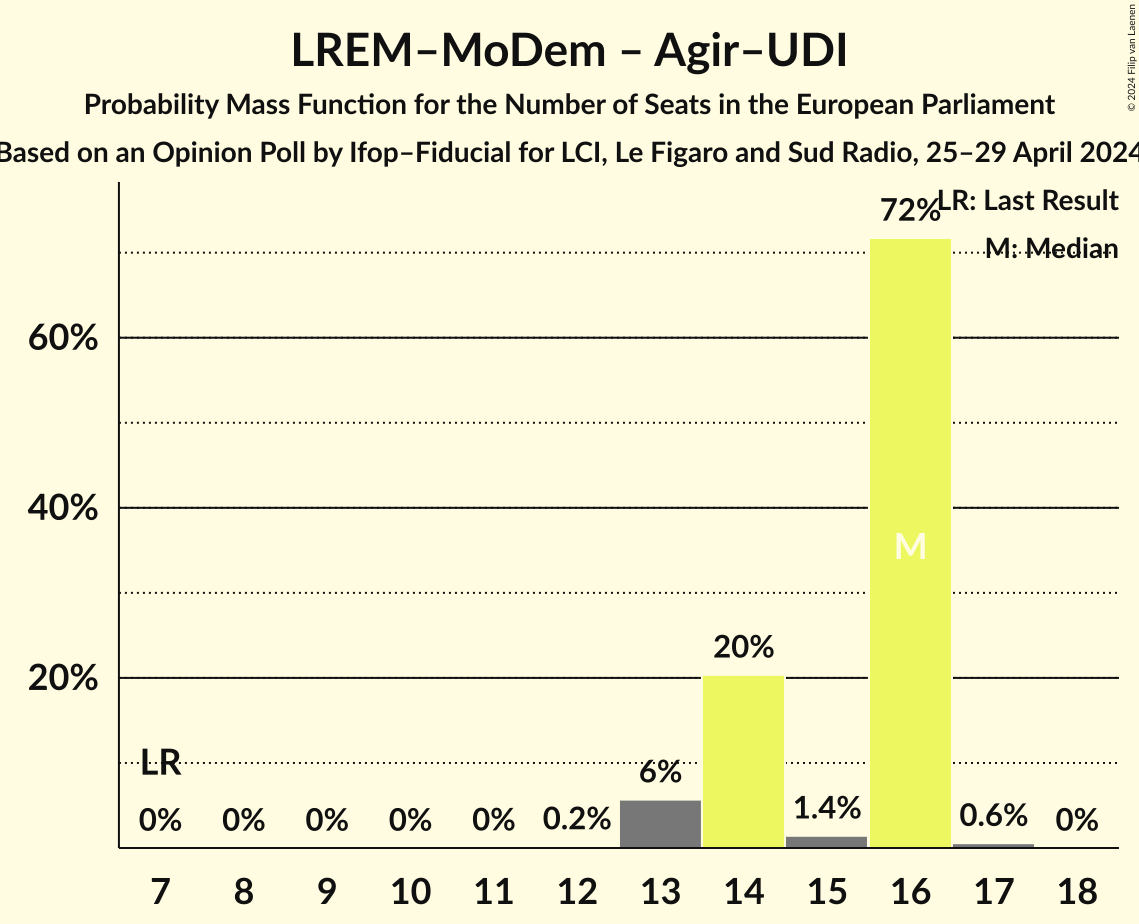 LREM–MoDem – Agir–UDI
Probability Mass Function for the Number of Seats in the European Parliament
Based on an Opinion Poll by Ifop–Fiducial for LCI, Le Figaro and Sud Radio, 25–29 April 2024
© 2024 Filip van Laenen
LR: Last Result
M: Median
72%
60%
40%
M
20%
20%
LR
6%
0% 0% 0% 0% 0% 0.2% 1.4% 0.6% 0%
7 8 9 10 11 12 13 14 15 16 17 18